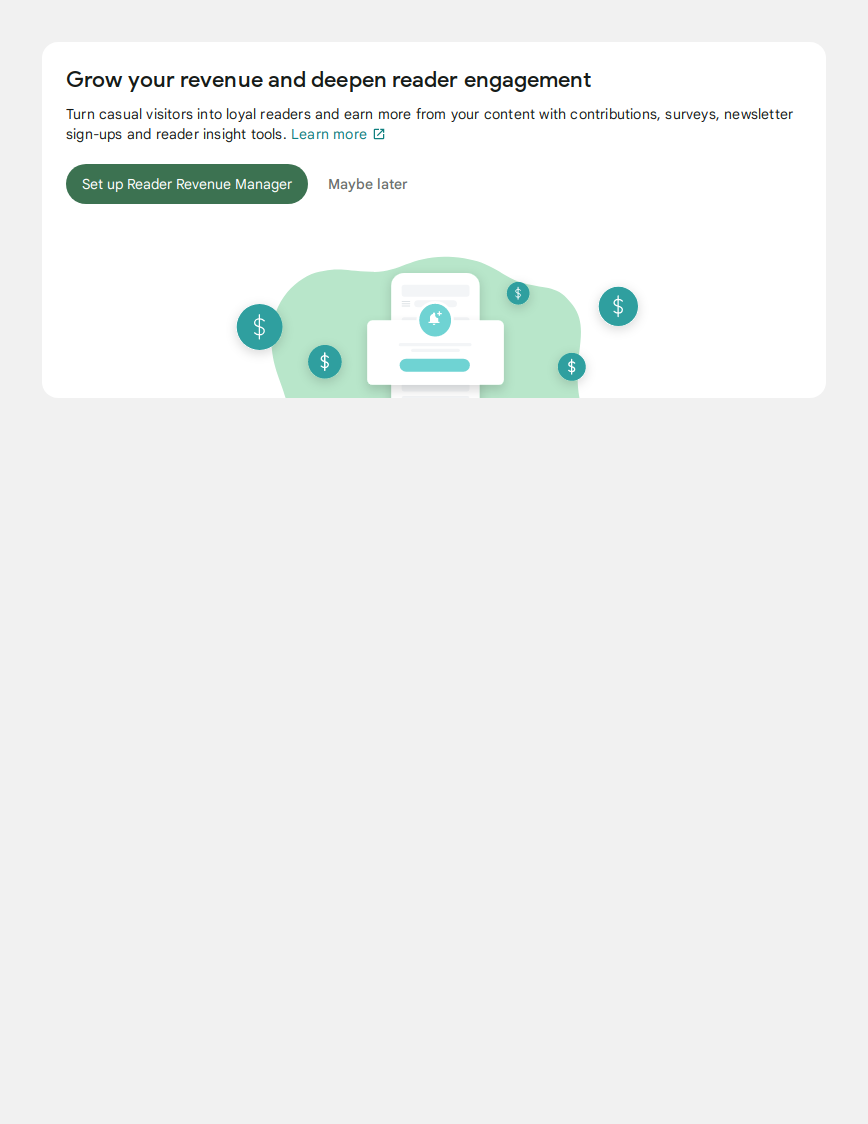 Grow your revenue and deepen reader engagement
Turn casual visitors into loyal readers and earn more from your content with contributions, surveys, newsletter
sign-ups and reader insight tools. Learn more
Set up Reader Revenue Manager
Maybe later
$
$
$
$
$